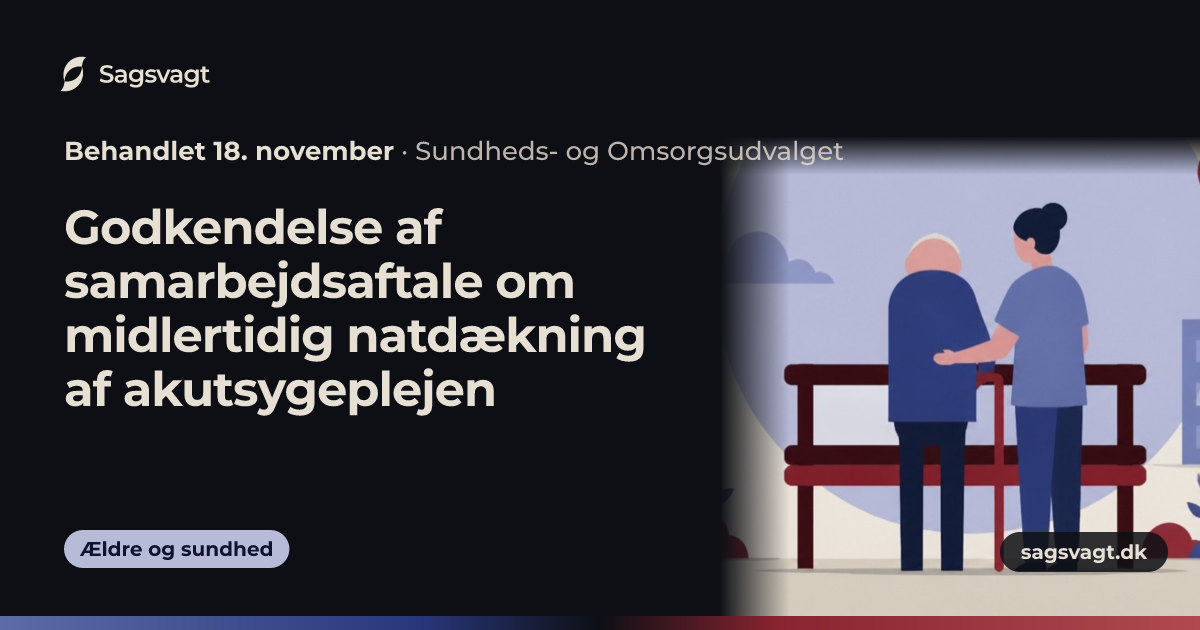 Sagsvagt
Behandlet 18. november · Sundheds- og Omsorgsudvalget
Godkendelse af
samarbejdsaftale om
midlertidig natdækning
af akutsygeplejen
Ældre og sundhed
sagsvagt.dk